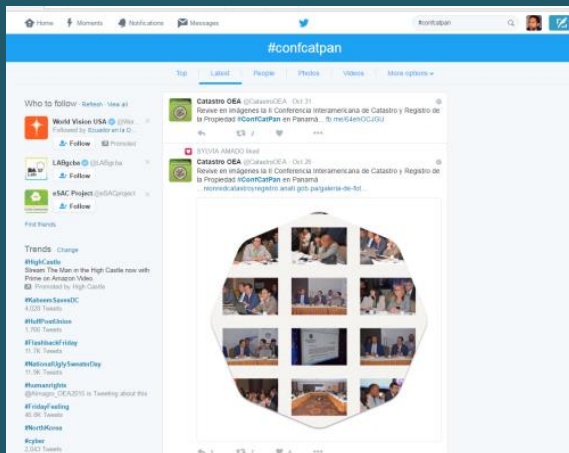 Home
Moments
Notifications
Messages
#confcatpan
#confcatpan
Top
Latest
People
Photos
Videos
More options
Who to follow · Refresh · View all
World Vision USA
Followed by Ecuador en la O...
Follow
Promoted
LABgcba @LABgcba
Follow
eSAC Project @eSACproject
Follow
Find friends
Trends · Change
#HighCastle
Stream The Man in the High Castle now with
Prime on Amazon Video.
Promoted by High Castle
#KareemSavesDC
4,029 Tweets
#HuffPostUnion
1,766 Tweets
#FlashbackFriday
11.7K Tweets
#NationalUglySweaterDay
11.9K Tweets
#humanrights
@Almagro_OEA2015 is Tweeting about this
#FridayFeeling
#NorthKorea
#cyber
2,643 Tweets
Catastro OEA @CatastroOEA · Oct 31
Revive en imágenes la II Conferencia Interamericana de Catastro y Registro de
la Propiedad #ConfCatPan en Panamá...
SYLVIA AMADO liked
Catastro OEA @CatastroOEA · Oct 26
Revive en imágenes la II Conferencia Interamericana de Catastro y Registro de
la Propiedad #ConfCatPan en Panamá